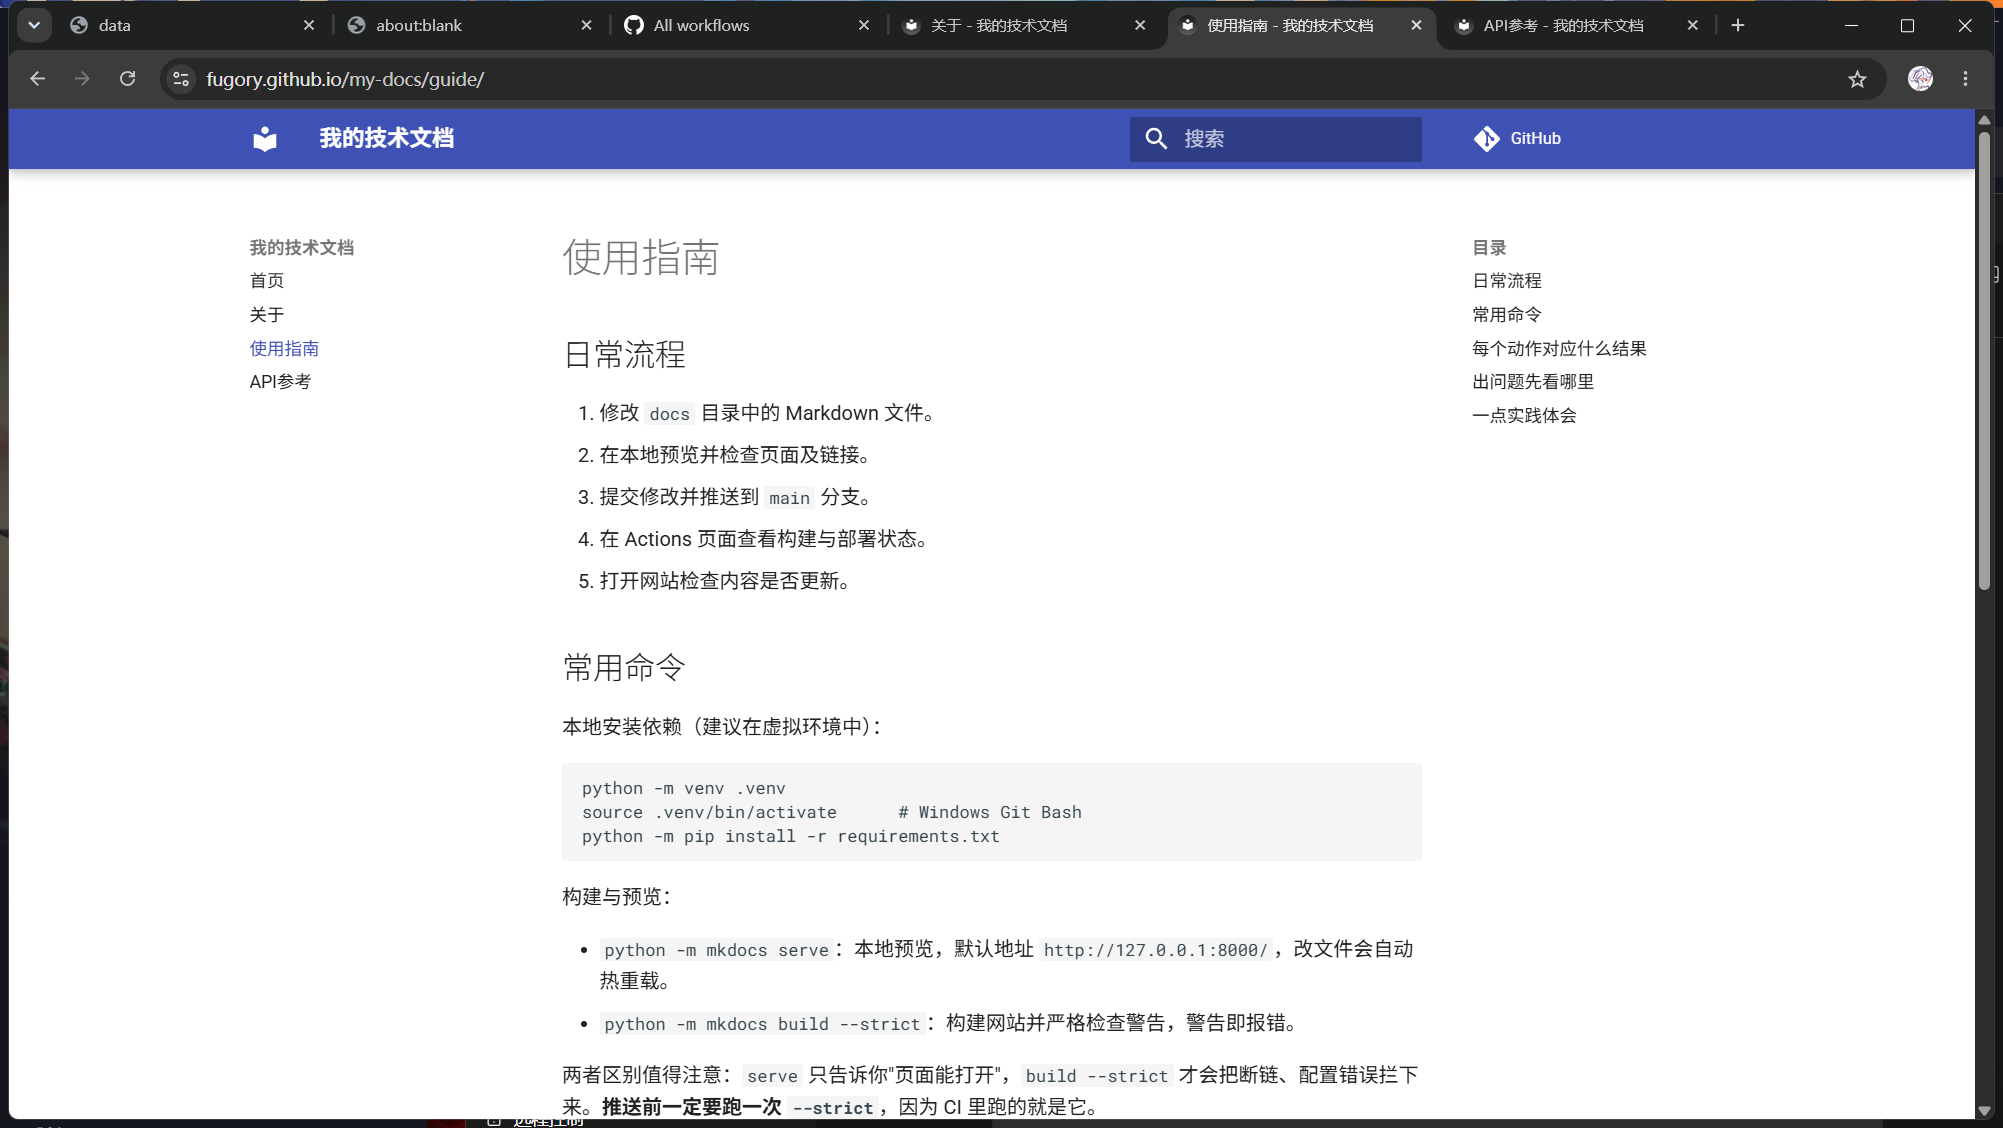 data
about:blank
All workflows
关于 - 我的技术文档
使用指南 - 我的技术文档
API参考 - 我的技术文档
fugory.github.io/my-docs/guide/
我的技术文档
搜索
GitHub
我的技术文档
首页
关于
使用指南
API参考
使用指南
日常流程
1. 修改 docs 目录中的 Markdown 文件。
2. 在本地预览并检查页面及链接。
3. 提交修改并推送到 main 分支。
4. 在 Actions 页面查看构建与部署状态。
5. 打开网站检查内容是否更新。
常用命令
本地安装依赖（建议在虚拟环境中）：
python -m venv .venv
source .venv/bin/activate      # Windows Git Bash
python -m pip install -r requirements.txt
构建与预览：
• python -m mkdocs serve：本地预览，默认地址 http://127.0.0.1:8000/，改文件会自动
热重载。
• python -m mkdocs build --strict：构建网站并严格检查警告，警告即报错。
两者区别值得注意：serve 只告诉你"页面能打开"，build --strict 才会把断链、配置错误拦下
来。推送前一定要跑一次 --strict，因为 CI 里跑的就是它。
目录
日常流程
常用命令
每个动作对应什么结果
出问题先看哪里
一点实践体会
远程控制